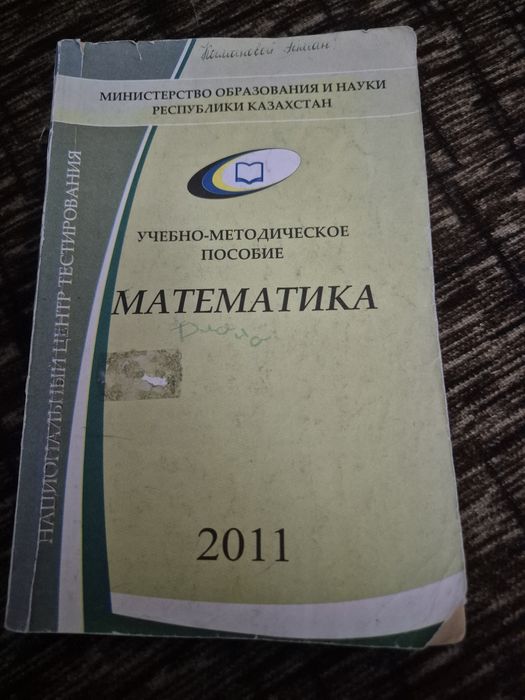 МИНИСТЕРСТВО ОБРАЗОВАНИЯ И НАУКИ
РЕСПУБЛИКИ КАЗАХСТАН
НАЦИОНАЛЬНЫЙ ЦЕНТР ТЕСТИРОВАНИЯ
УЧЕБНО-МЕТОДИЧЕСКОЕ
ПОСОБИЕ
МАТЕМАТИКА
2011